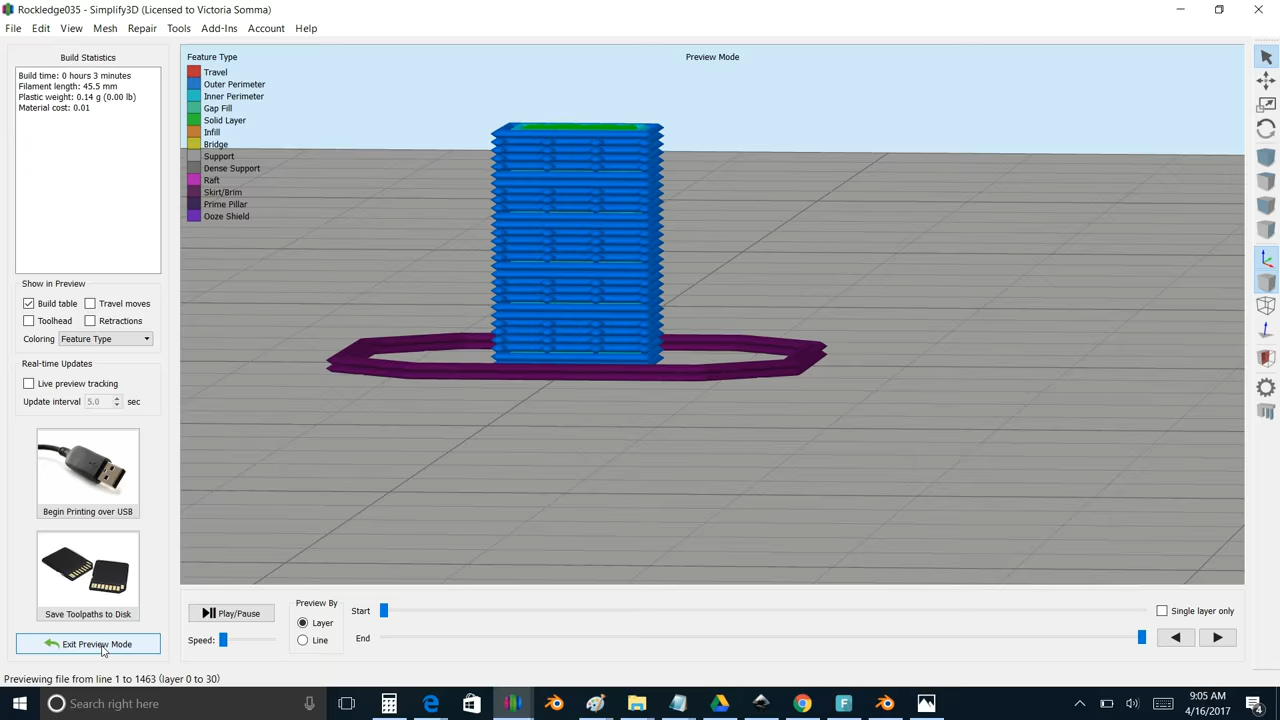 Rockledge035 - Simplify3D (Licensed to Victoria Somma)
File Edit View Mesh Repair Tools Add-Ins Account Help
Build Statistics
Build time: 0 hours 3 minutes
Filament length: 45.5 mm
Plastic weight: 0.14 g (0.00 lb)
Material cost: 0.01
Show in Preview
Build table Travel moves
Toolhead Retractions
Coloring Feature Type
Real-time Updates
Live preview tracking
Update interval 5.0 sec
Begin Printing over USB
Save Toolpaths to Disk
Exit Preview Mode
Feature Type
Travel
Outer Perimeter
Inner Perimeter
Gap Fill
Solid Layer
Infill
Bridge
Support
Dense Support
Raft
Skirt/Brim
Prime Pillar
Ooze Shield
Preview Mode
Play/Pause
Speed:
Preview By
Layer
Line
Start
End
Single layer only
Previewing file from line 1 to 1463 (layer 0 to 30)
Search right here
9:05 AM
4/16/2017
4